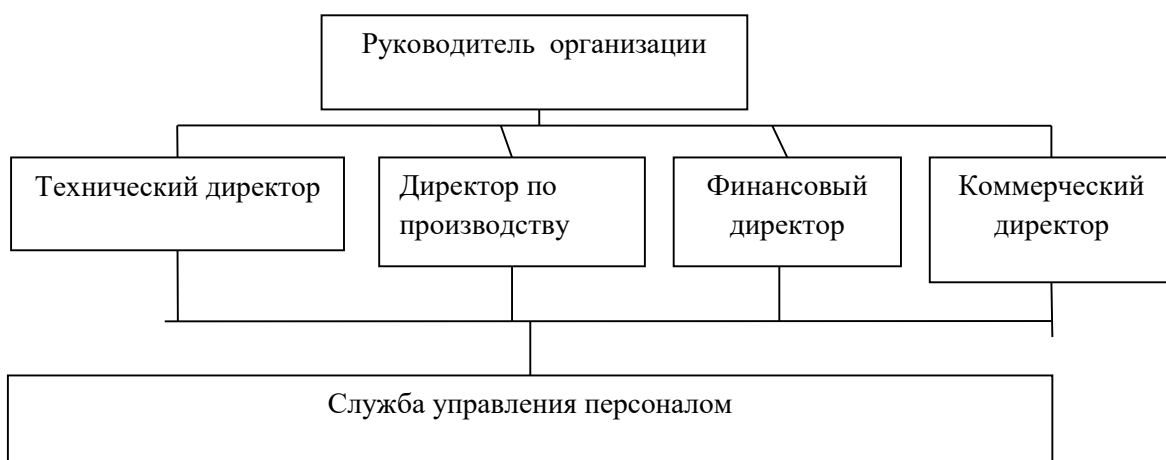 Руководитель организации
Технический директор
Директор по
производству
Финансовый
директор
Коммерческий
директор
Служба управления персоналом